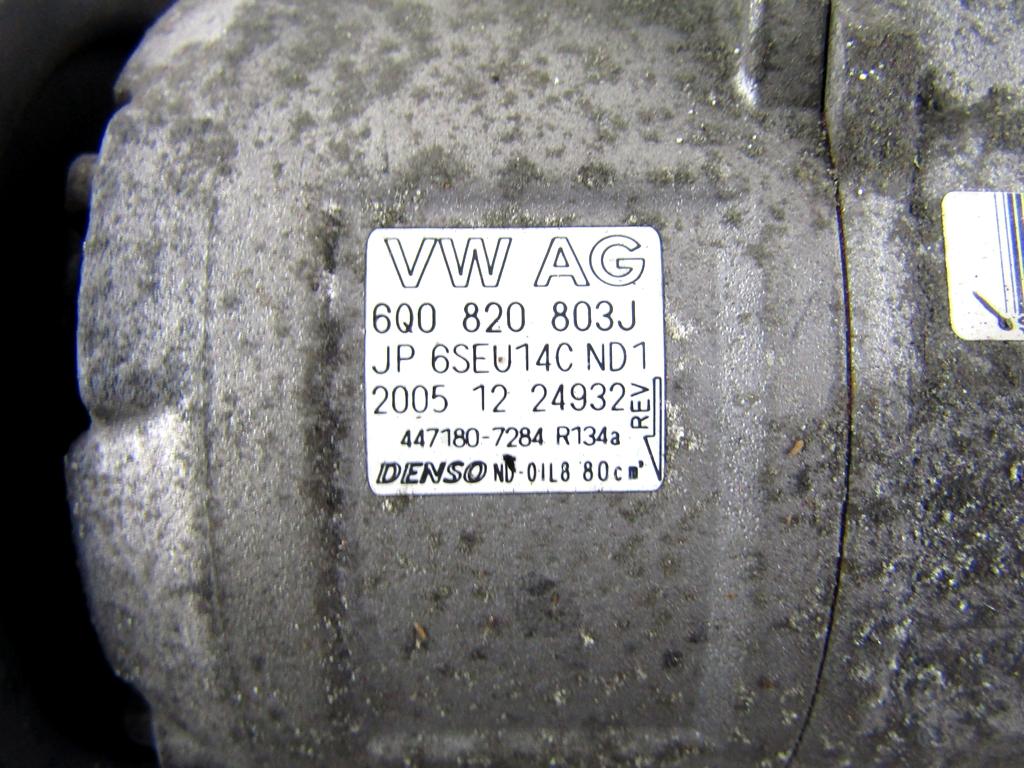 VW AG
6Q0 820 803J
JP 6SEU14C ND1
2005 12 24932
REV
447180-7284 R134a
DENSO ND-OIL8 80cm³